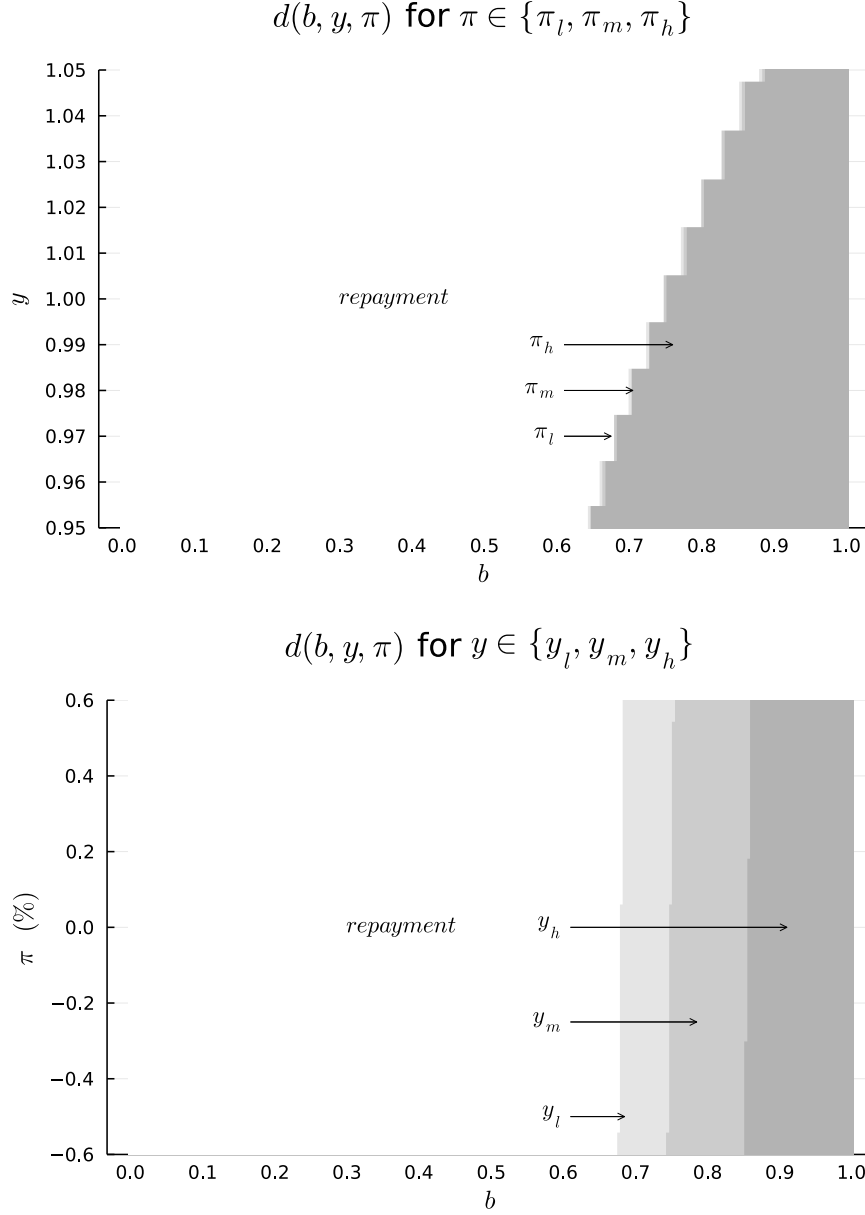 d(b, y, π) for π ∈ {π_l, π_m, π_h}
1.05
1.04
1.03
1.02
1.01
1.00
0.99
0.98
0.97
0.96
0.95
y
repayment
π_h
π_m
π_l
0.0 0.1 0.2 0.3 0.4 0.5 0.6 0.7 0.8 0.9 1.0
b
d(b, y, π) for y ∈ {y_l, y_m, y_h}
0.6
0.4
0.2
0.0
−0.2
−0.4
−0.6
π (%)
repayment
y_h
y_m
y_l
0.0 0.1 0.2 0.3 0.4 0.5 0.6 0.7 0.8 0.9 1.0
b